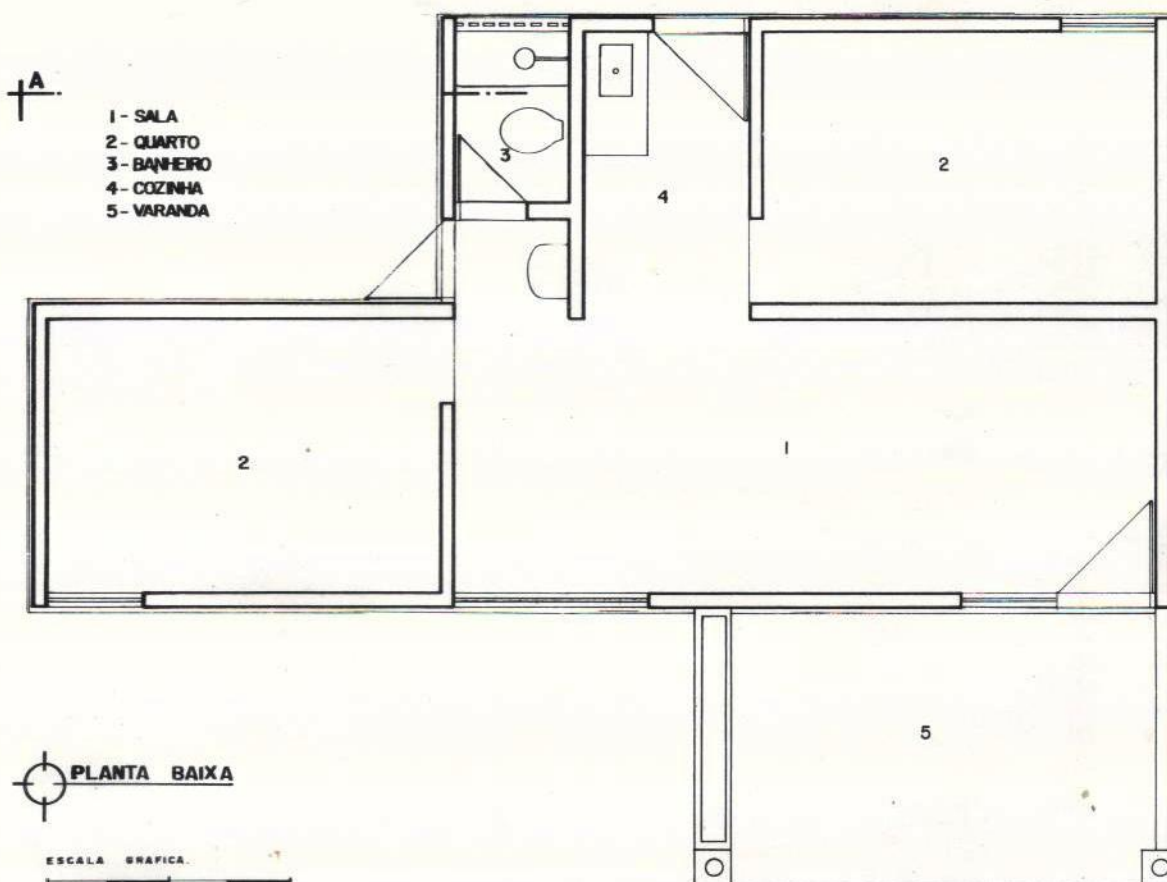 A
1 - SALA
2 - QUARTO
3 - BANHEIRO
4 - COZINHA
5 - VARANDA
3
4
2
2
1
5
PLANTA BAIXA
ESCALA GRAFICA.